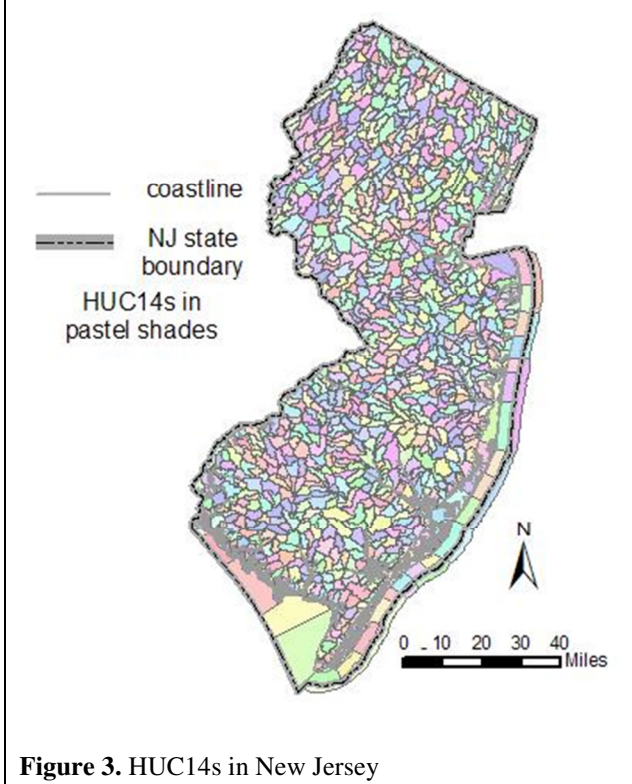 coastline
NJ state
boundary
HUC14s in
pastel shades
N
0 - 10 20 30 40
Miles
Figure 3. HUC14s in New Jersey